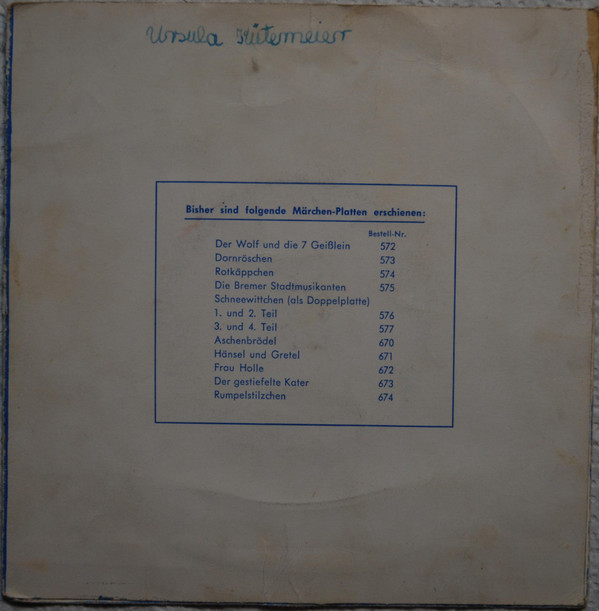 Ursula
Bisher sind folgende Märchen-Platten erschienen:
Bestell-Nr.
Der Wolf und die 7 Geißlein 572
Dornröschen 573
Rotkäppchen 574
Die Bremer Stadtmusikanten 575
Schneewittchen (als Doppelplatte)
1. und 2. Teil 576
3. und 4. Teil 577
Aschenbrödel 670
Hänsel und Gretel 671
Frau Holle 672
Der gestiefelte Kater 673
Rumpelstilzchen 674